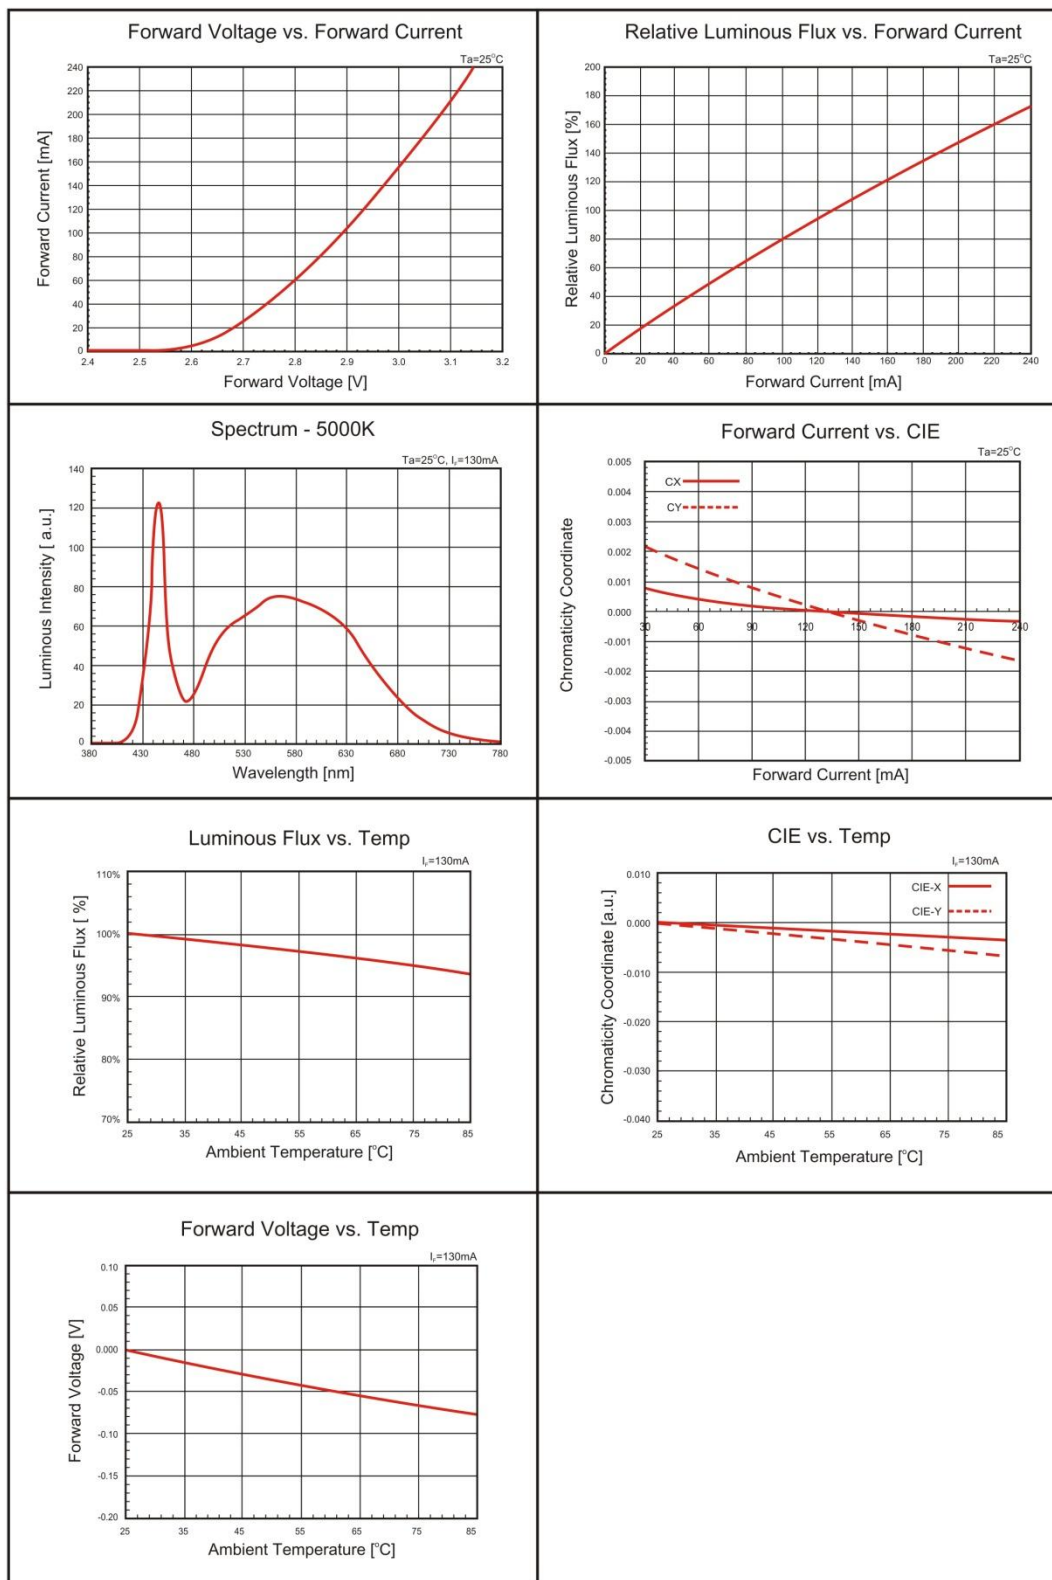 Forward Voltage vs. Forward Current
Ta=25°C
Forward Current [mA]
240
220
200
180
160
140
120
100
80
60
40
20
0
2.4 2.5 2.6 2.7 2.8 2.9 3.0 3.1 3.2
Forward Voltage [V]
Relative Luminous Flux vs. Forward Current
Ta=25°C
Relative Luminous Flux [%]
200
180
160
140
120
100
80
60
40
20
0
0 20 40 60 80 100 120 140 160 180 200 220 240
Forward Current [mA]
Spectrum - 5000K
Ta=25°C, IF=130mA
Luminous Intensity [ a.u.]
140
120
100
80
60
40
20
0
380 430 480 530 580 630 680 730 780
Wavelength [nm]
Forward Current vs. CIE
Ta=25°C
Chromaticity Coordinate
CX
CY
0.005
0.004
0.003
0.002
0.001
0.000
-0.001
-0.002
-0.003
-0.004
-0.005
30 60 90 120 150 180 210 240
Forward Current [mA]
Luminous Flux vs. Temp
IF=130mA
Relative Luminous Flux [ %]
110%
100%
90%
80%
70%
25 35 45 55 65 75 85
Ambient Temperature [°C]
CIE vs. Temp
IF=130mA
Chromaticity Coordinate [a.u.]
CIE-X
CIE-Y
0.010
0.000
-0.010
-0.020
-0.030
-0.040
25 35 45 55 65 75 85
Ambient Temperature [°C]
Forward Voltage vs. Temp
IF=130mA
Forward Voltage [V]
0.10
0.05
0.000
-0.05
-0.10
-0.15
-0.20
25 35 45 55 65 75 85
Ambient Temperature [°C]